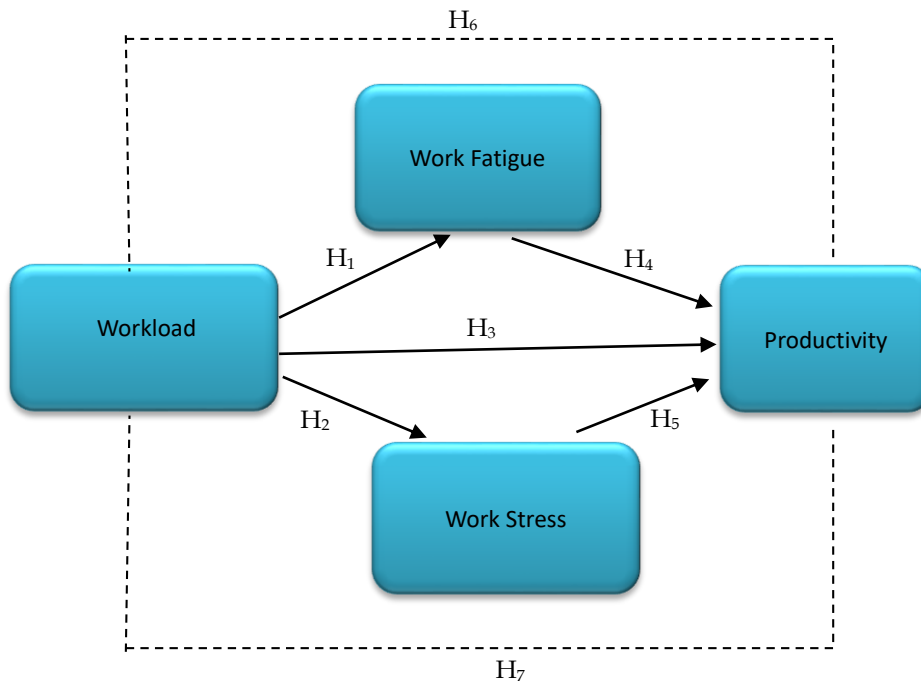 H₆
Work Fatigue
H₁
H₄
Workload
H₃
Productivity
H₂
H₅
Work Stress
H₇